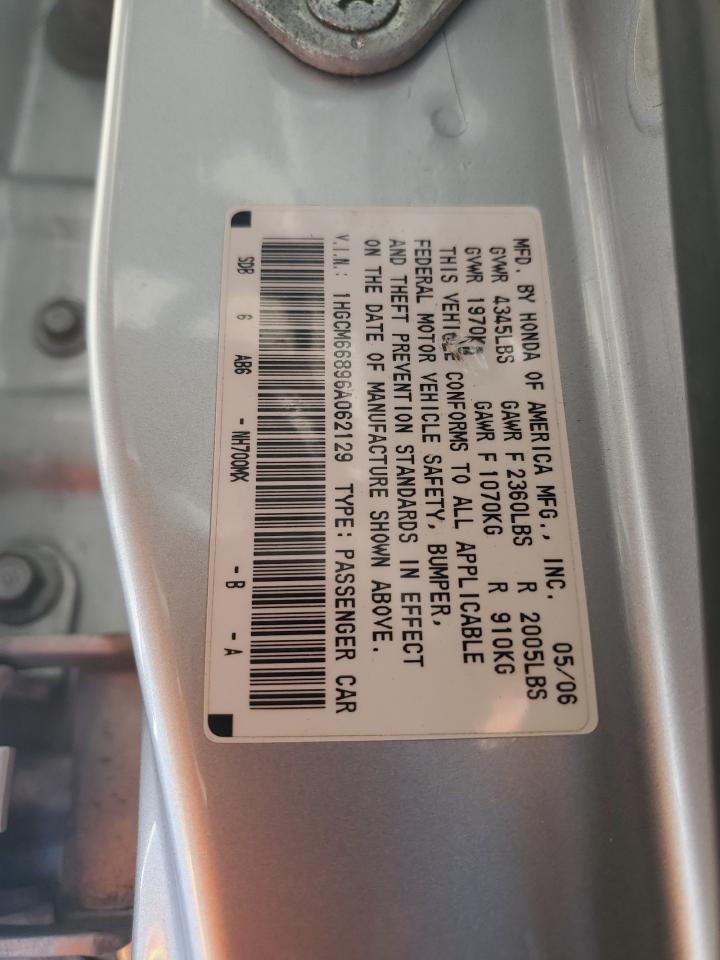 MFD. BY HONDA OF AMERICA MFG., INC. 05/06
GVWR 4345LBS GAWR F 2360LBS R 2005LBS
GVWR 1970KG GAWR F 1070KG R 910KG
THIS VEHICLE CONFORMS TO ALL APPLICABLE
FEDERAL MOTOR VEHICLE SAFETY, BUMPER,
AND THEFT PREVENTION STANDARDS IN EFFECT
ON THE DATE OF MANUFACTURE SHOWN ABOVE.
V.I.N.: 1HGCM66896A062129 TYPE: PASSENGER CAR
SDB 6 AB6 - NH700MX - B - A